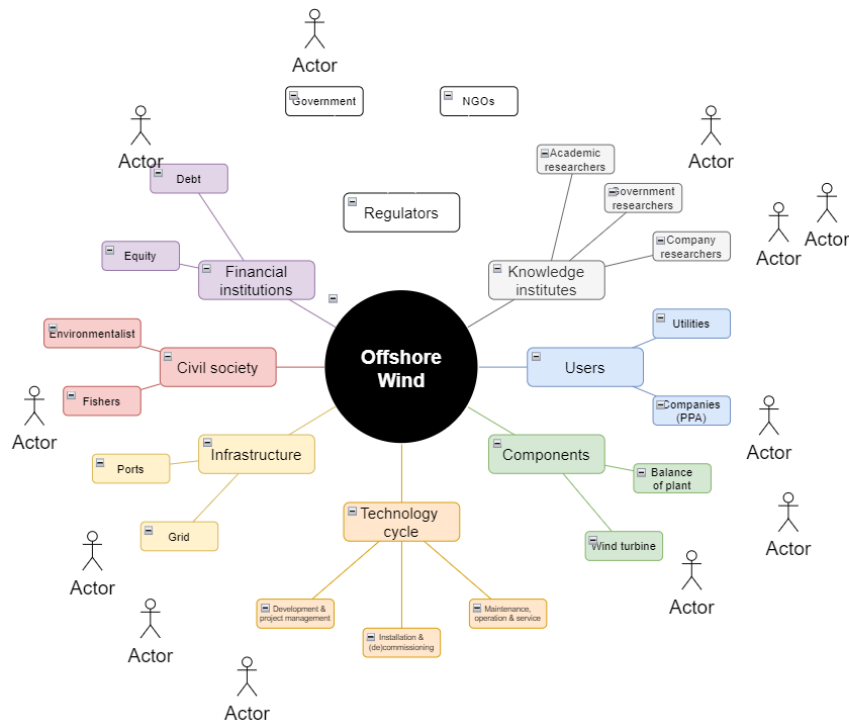 Actor
Government
NGOs
Actor
Actor
Academic
researchers
Debt
Government
researchers
Regulators
Actor
Actor
Company
researchers
Equity
Financial
institutions
Knowledge
institutes
Utilities
Environmentalist
Civil society
Offshore
Wind
Users
Fishers
Companies
(PPA)
Actor
Actor
Infrastructure
Components
Ports
Balance
of plant
Technology
cycle
Grid
Wind turbine
Actor
Actor
Actor
Development &
project management
Maintenance,
operation & service
Installation &
(de)commissioning
Actor
Actor